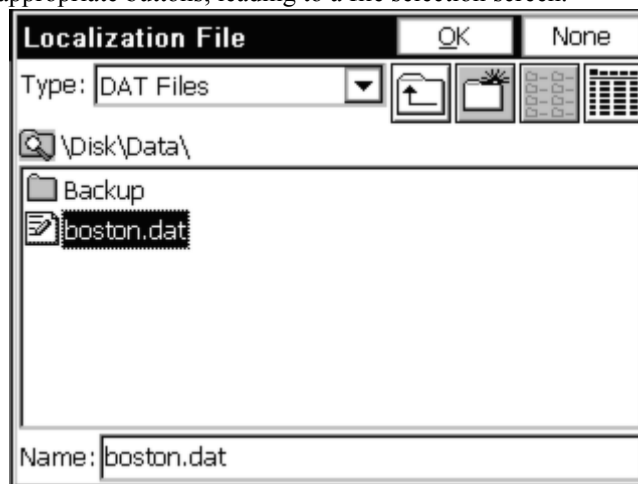 appropriate buttons, leading to a file selection screen.
Localization File OK None
Type: DAT Files
\Disk\Data\
Backup
boston.dat
Name: boston.dat